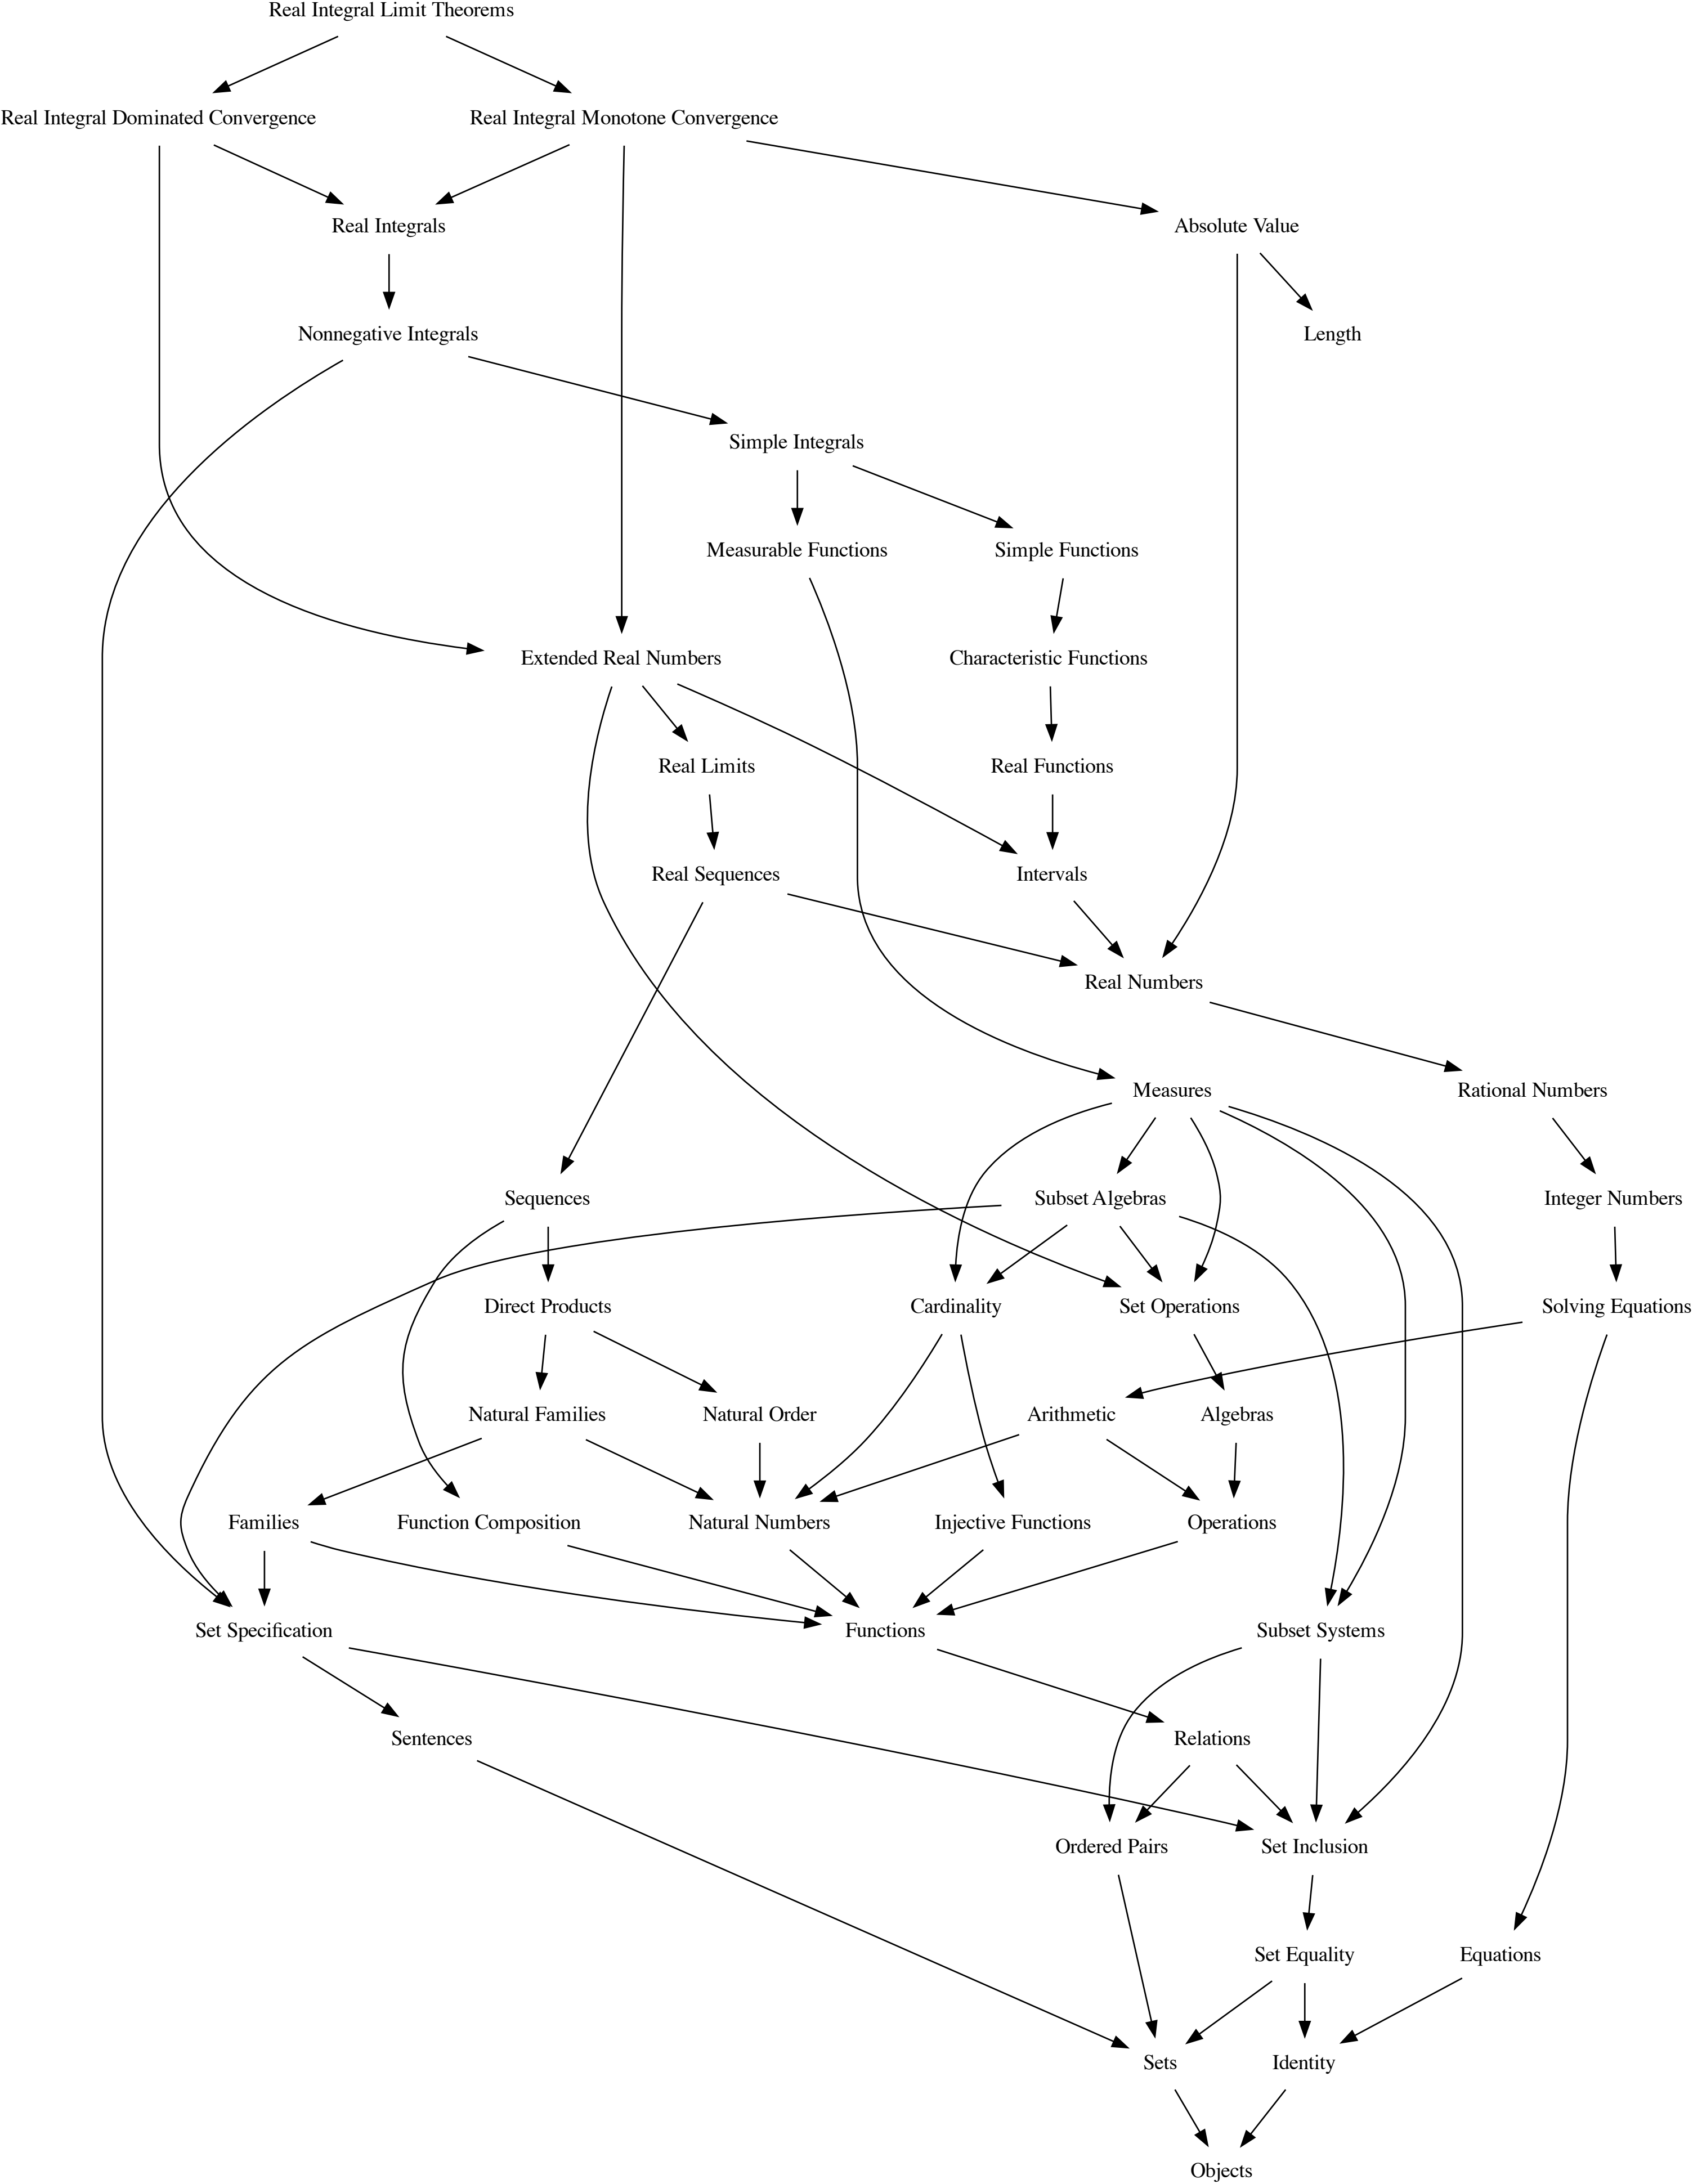 Real Integral Limit Theorems
Real Integral Dominated Convergence
Real Integral Monotone Convergence
Real Integrals
Absolute Value
Nonnegative Integrals
Length
Simple Integrals
Measurable Functions
Simple Functions
Extended Real Numbers
Characteristic Functions
Real Limits
Real Functions
Real Sequences
Intervals
Real Numbers
Measures
Rational Numbers
Sequences
Subset Algebras
Integer Numbers
Direct Products
Cardinality
Set Operations
Solving Equations
Natural Families
Natural Order
Arithmetic
Algebras
Families
Function Composition
Natural Numbers
Injective Functions
Operations
Set Specification
Functions
Subset Systems
Sentences
Relations
Ordered Pairs
Set Inclusion
Set Equality
Equations
Sets
Identity
Objects